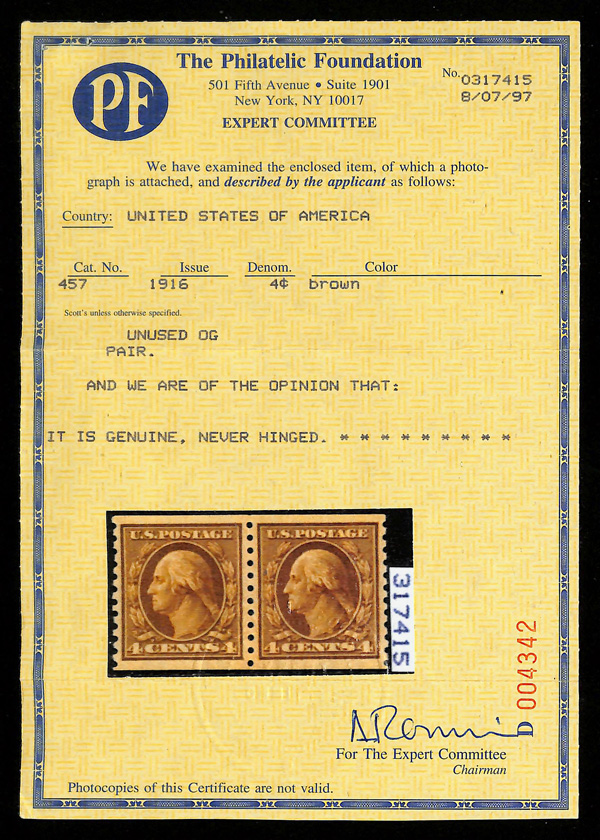 The Philatelic Foundation
PF
501 Fifth Avenue • Suite 1901
New York, NY 10017
EXPERT COMMITTEE
No. 0317415
8/07/97
We have examined the enclosed item, of which a photo-
graph is attached, and described by the applicant as follows:
Country: UNITED STATES OF AMERICA
Cat. No. Issue Denom. Color
457 1916 4¢ brown
Scott's unless otherwise specified.
UNUSED OG
PAIR.
AND WE ARE OF THE OPINION THAT:
IT IS GENUINE, NEVER HINGED. * * * * * * * * *
U.S. POSTAGE U.S. POSTAGE
4 CENTS 4 4 CENTS 4
317415
D 004342
For The Expert Committee
Chairman
Photocopies of this Certificate are not valid.